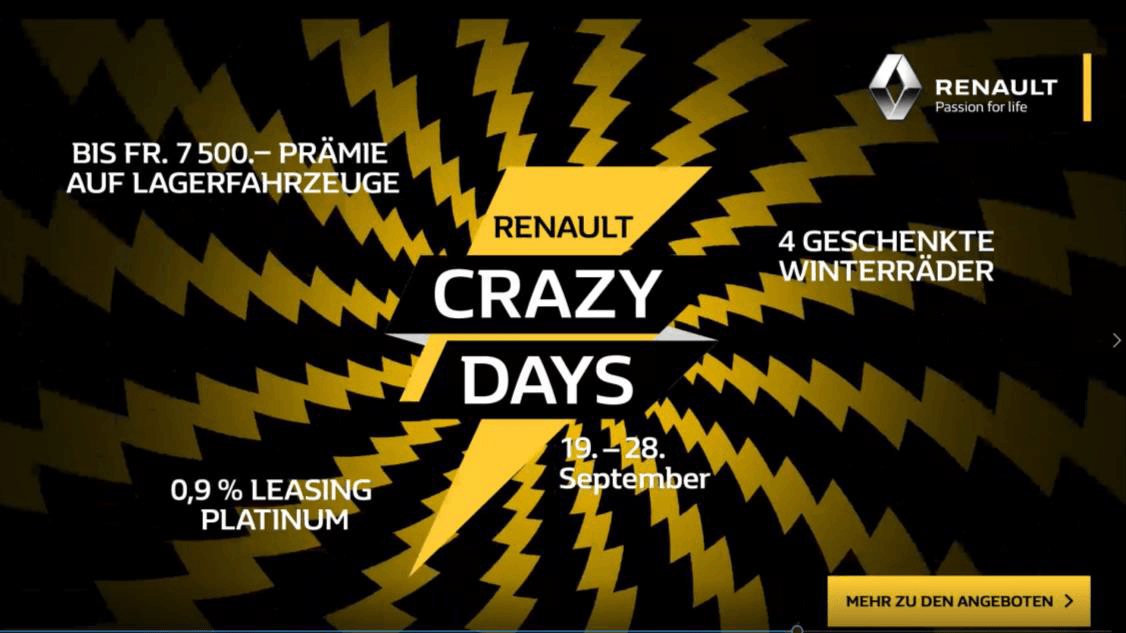 RENAULT
Passion for life
BIS FR. 7 500.– PRÄMIE
AUF LAGERFAHRZEUGE
RENAULT
CRAZY
DAYS
19. – 28.
September
4 GESCHENKTE
WINTERRÄDER
0,9 % LEASING
PLATINUM
MEHR ZU DEN ANGEBOTEN